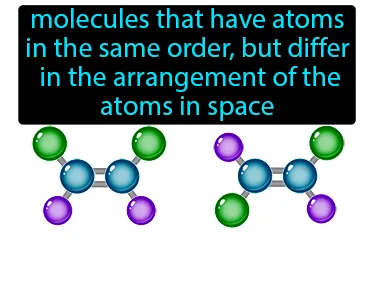 molecules that have atoms
in the same order, but differ
in the arrangement of the
atoms in space